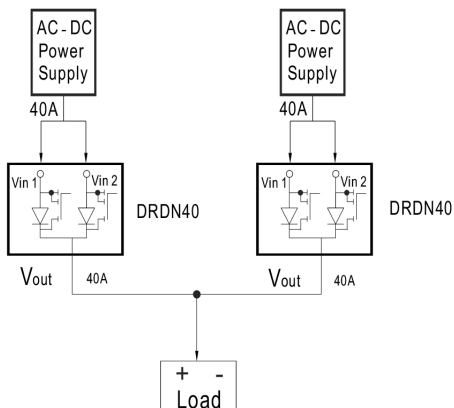 AC - DC
Power
Supply
AC - DC
Power
Supply
40A
40A
Vin 1
Vin 2
DRDN40
Vin 1
Vin 2
DRDN40
Vout
40A
Vout
40A
+ -
Load